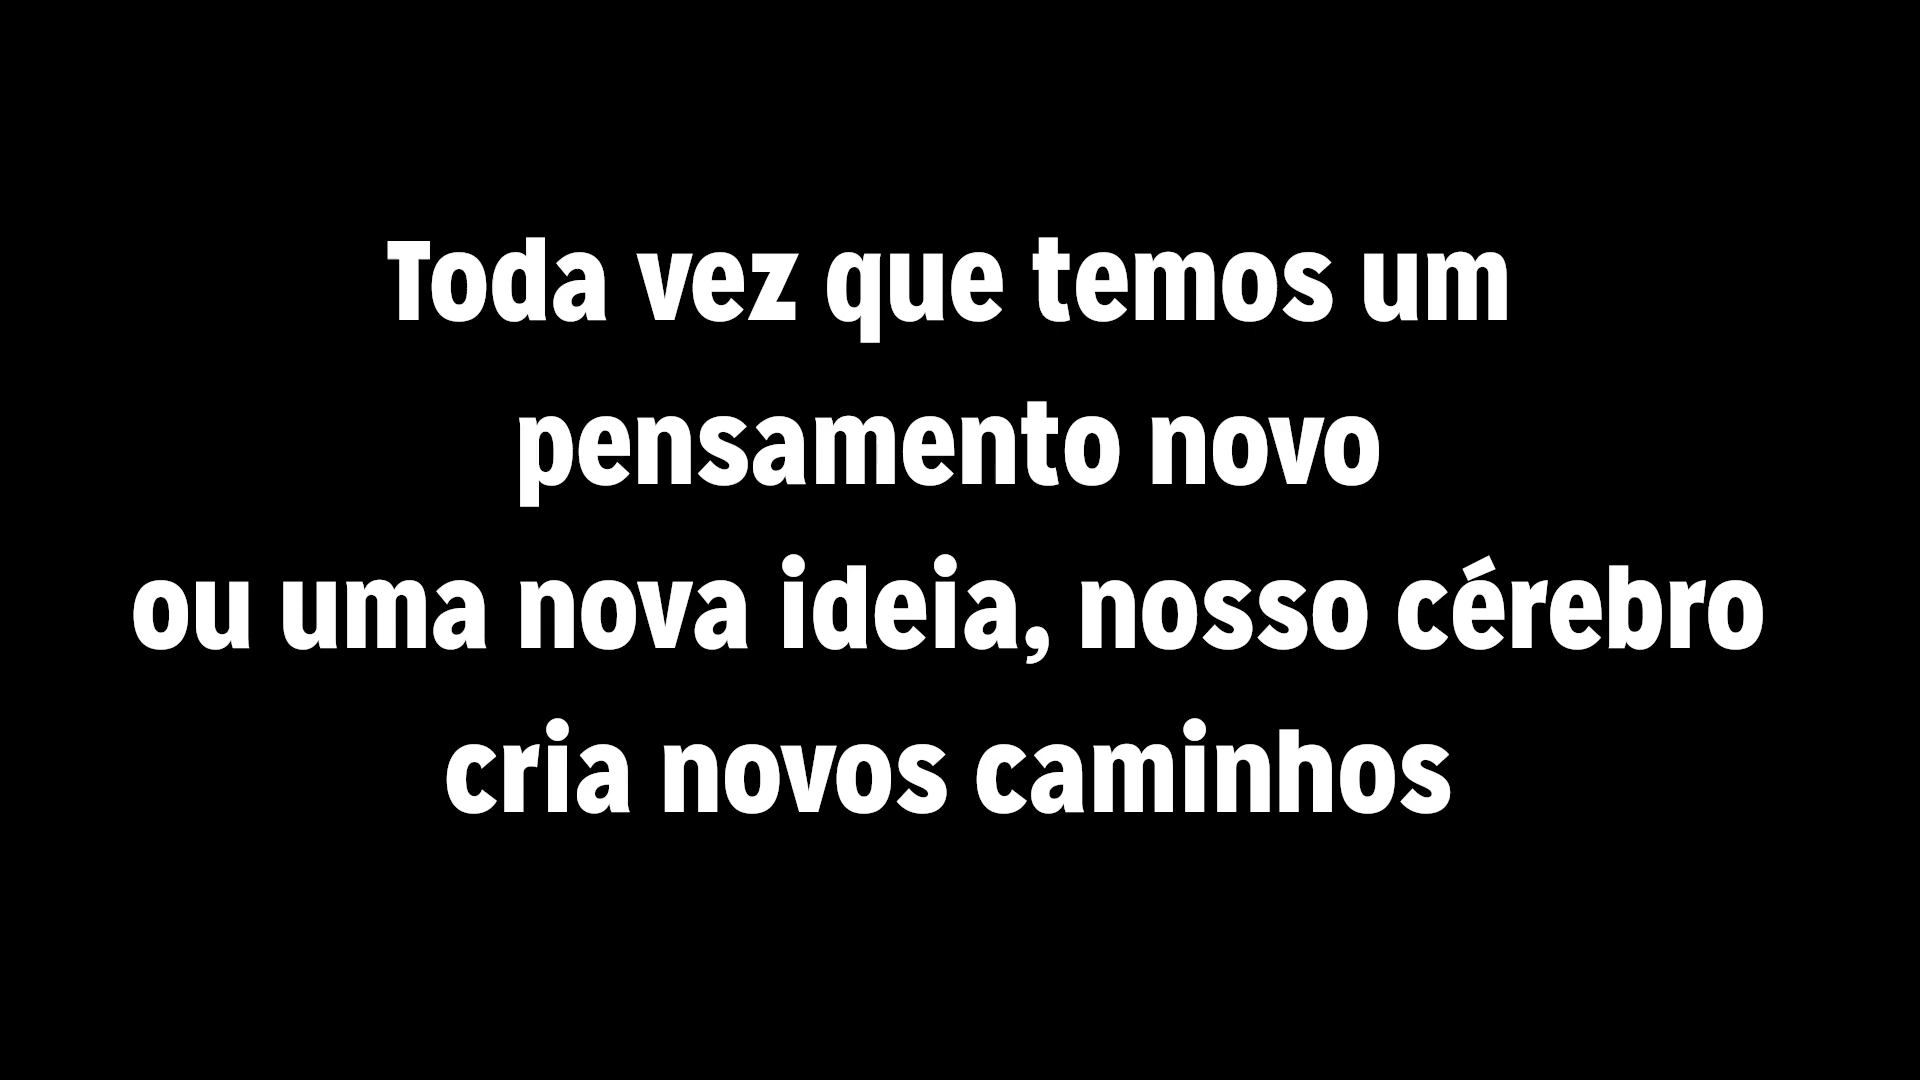 Toda vez que temos um
pensamento novo
ou uma nova ideia, nosso cérebro
cria novos caminhos